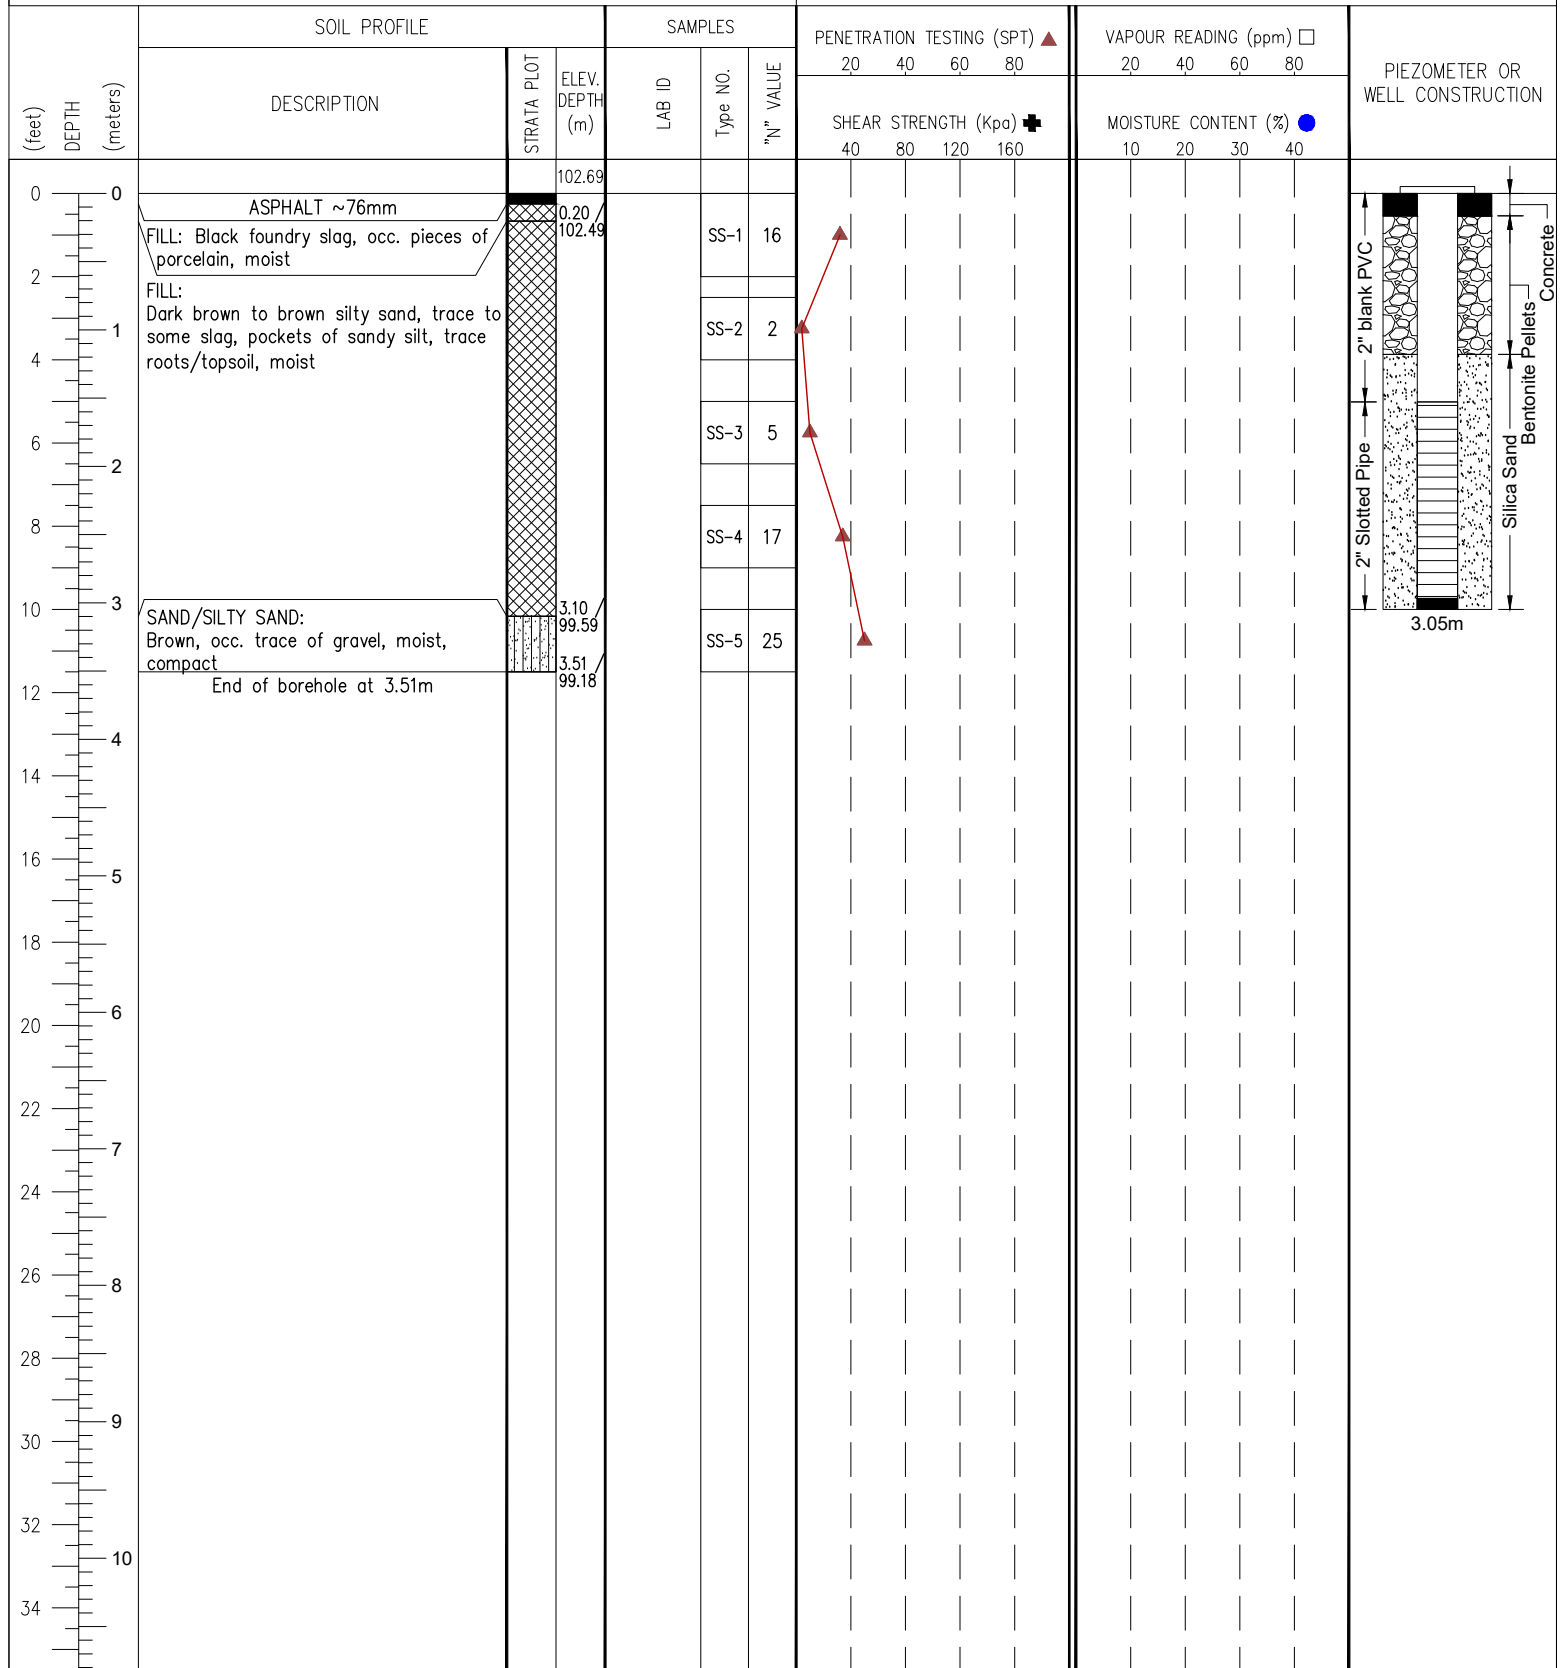 SOIL PROFILE
SAMPLES
PENETRATION TESTING (SPT)
20 40 60 80
SHEAR STRENGTH (Kpa)
40 80 120 160
VAPOUR READING (ppm)
20 40 60 80
MOISTURE CONTENT (%)
10 20 30 40
PIEZOMETER OR
WELL CONSTRUCTION
(feet)
DEPTH
(meters)
DESCRIPTION
STRATA PLOT
ELEV.
DEPTH
(m)
LAB ID
Type NO.
"N" VALUE
102.69
0
2
4
6
8
10
12
14
16
18
20
22
24
26
28
30
32
34
0
1
2
3
4
5
6
7
8
9
10
ASPHALT ~76mm
0.20
102.49
FILL: Black foundry slag, occ. pieces of
porcelain, moist
FILL:
Dark brown to brown silty sand, trace to
some slag, pockets of sandy silt, trace
roots/topsoil, moist
3.10
99.59
SAND/SILTY SAND:
Brown, occ. trace of gravel, moist,
compact
3.51
99.18
End of borehole at 3.51m
SS-1 16
SS-2 2
SS-3 5
SS-4 17
SS-5 25
2" blank PVC
2" Slotted Pipe
Concrete
Bentonite Pellets
Silica Sand
3.05m